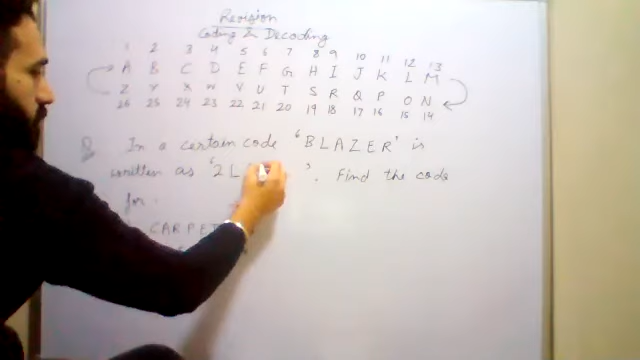 Revision
Coding & Decoding
1 2 3 4 5 6 7 8 9 10 11 12 13
A B C D E F G H I J K L M
Z Y X W V U T S R Q P O N
26 25 24 23 22 21 20 19 18 17 16 15 14
Q In a certain code 'BLAZER' is
written as '2L '. Find the code
for:
CARPET